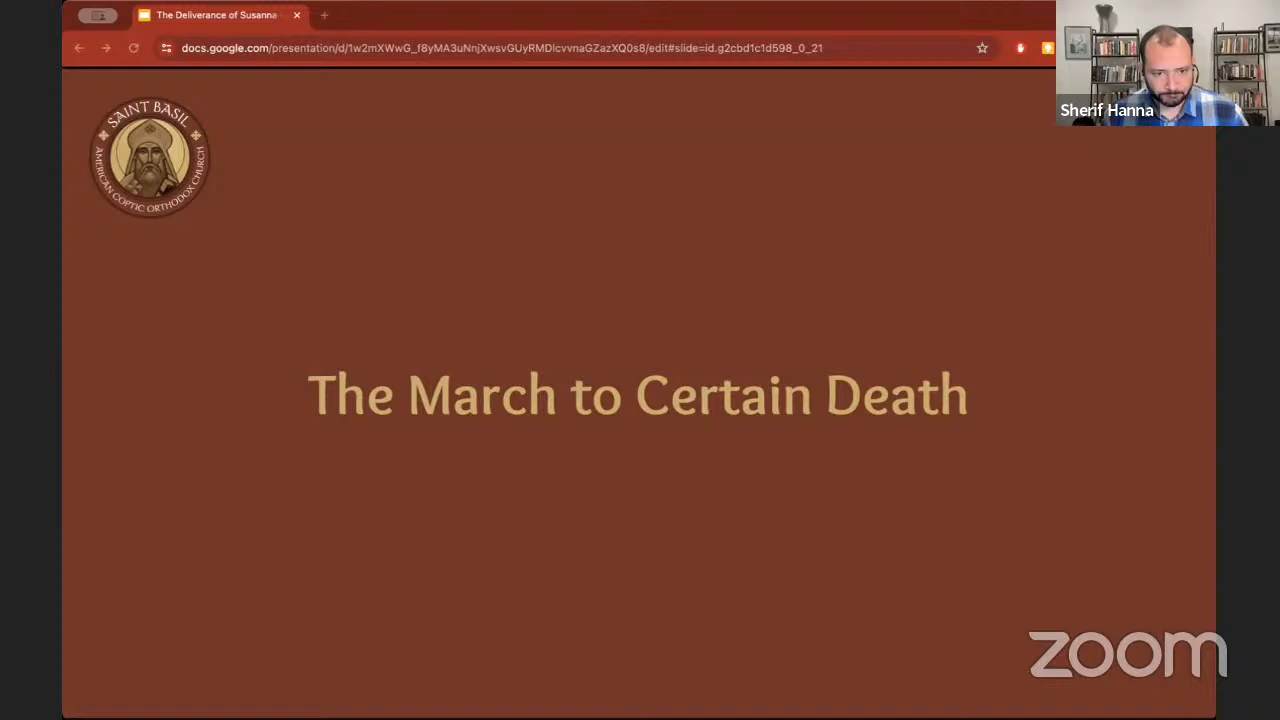 The Deliverance of Susanna
docs.google.com/presentation/d/1w2mXWwG_f8yMA3uNnjXwsvGUyRMDlcvvnaGZazXQ0s8/edit#slide=id.g2cbd1c1d598_0_21
Sherif Hanna
SAINT BASIL
AMERICAN COPTIC ORTHODOX CHURCH
The March to Certain Death
zoom